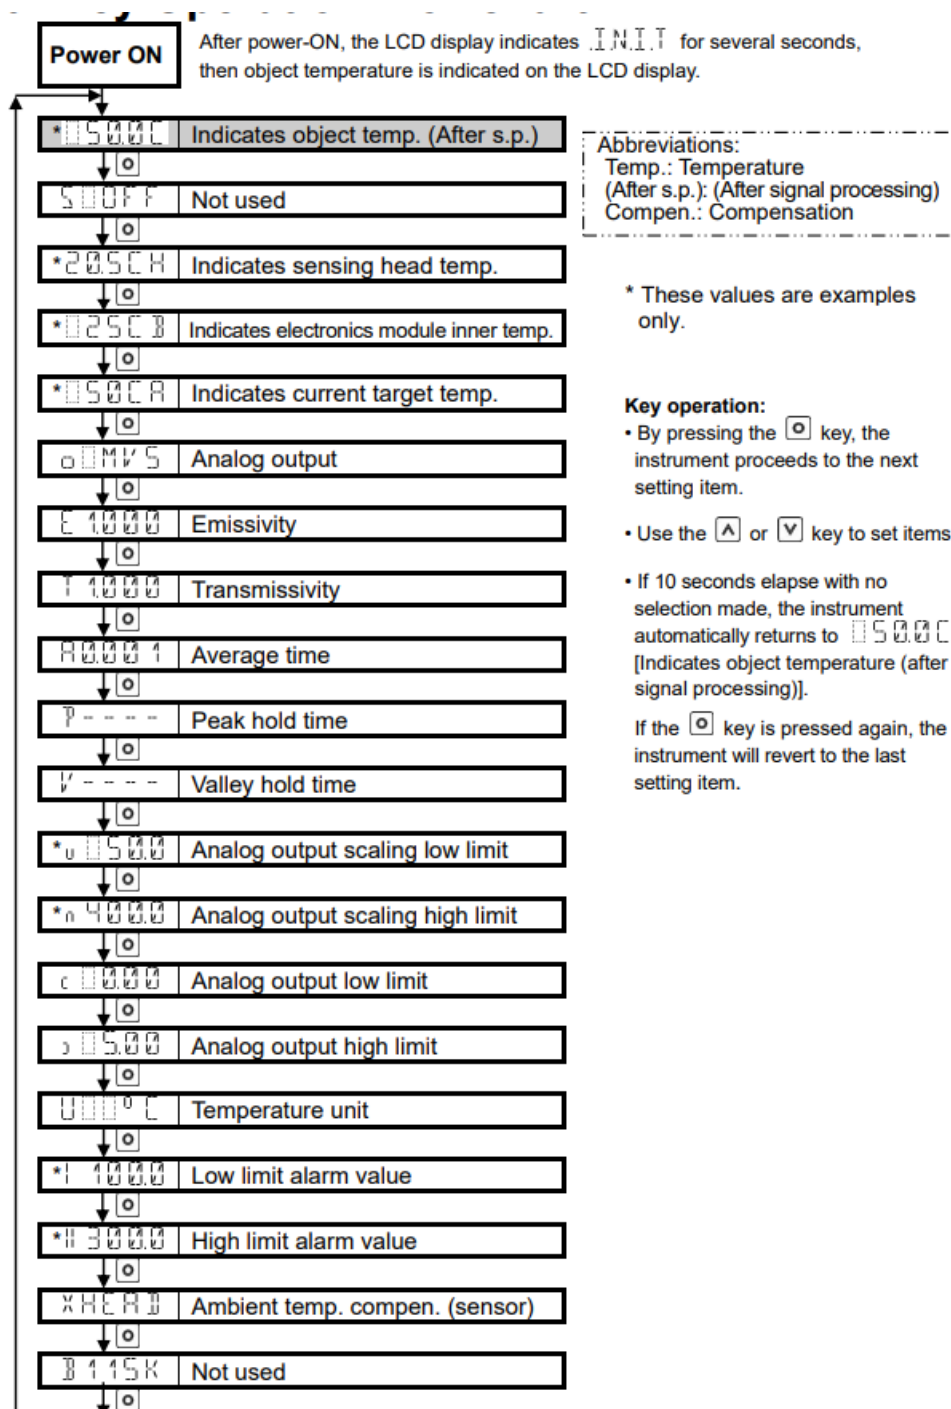 Power ON
After power-ON, the LCD display indicates .I.N.I.T for several seconds,
then object temperature is indicated on the LCD display.
* 50.0C Indicates object temp. (After s.p.)
S OFF Not used
*20.5CH Indicates sensing head temp.
* 25CB Indicates electronics module inner temp.
* 50CA Indicates current target temp.
o MV5 Analog output
E 1.000 Emissivity
T 1.000 Transmissivity
A0.001 Average time
P---- Peak hold time
V---- Valley hold time
*u 50.0 Analog output scaling low limit
*n 400.0 Analog output scaling high limit
c 0.00 Analog output low limit
ɔ 5.00 Analog output high limit
U °C Temperature unit
*| 100.0 Low limit alarm value
*|| 300.0 High limit alarm value
XHEAD Ambient temp. compen. (sensor)
B1.15K Not used
Abbreviations:
Temp.: Temperature
(After s.p.): (After signal processing)
Compen.: Compensation
* These values are examples
only.
Key operation:
• By pressing the key, the
instrument proceeds to the next
setting item.
• Use the ∧ or ∨ key to set items
• If 10 seconds elapse with no
selection made, the instrument
automatically returns to 50.0C
[Indicates object temperature (after
signal processing)].
If the key is pressed again, the
instrument will revert to the last
setting item.